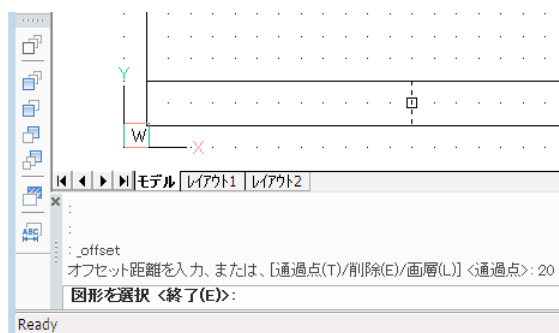 Y
W
X
モデル レイアウト1 レイアウト2
:
:
: _offset
オフセット距離を入力、または、[通過点(T)/削除(E)/画層(L)] <通過点>: 20
図形を選択 <終了(E)>:
ABC
Ready